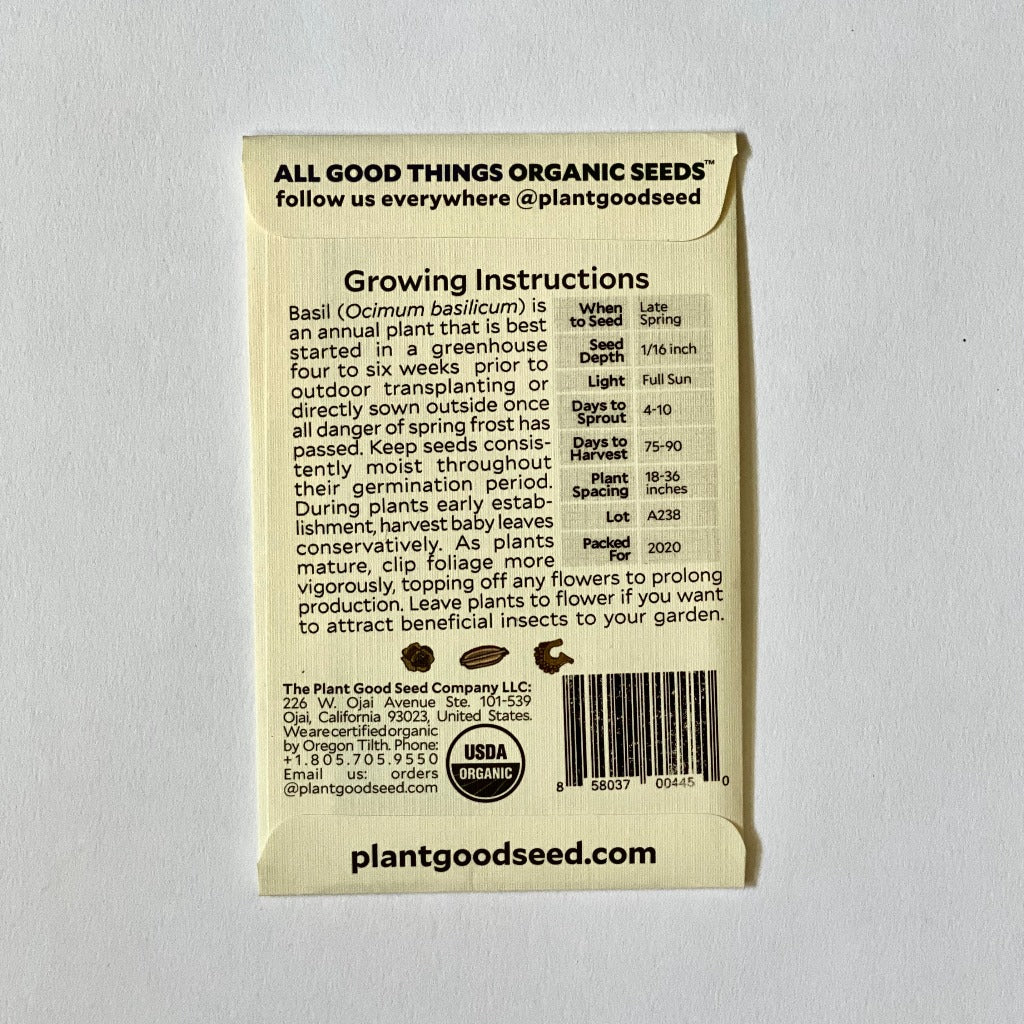 ALL GOOD THINGS ORGANIC SEEDS™
follow us everywhere @plantgoodseed
Growing Instructions
Basil (Ocimum basilicum) is
an annual plant that is best
started in a greenhouse
four to six weeks prior to
outdoor transplanting or
directly sown outside once
all danger of spring frost has
passed. Keep seeds consis-
tently moist throughout
their germination period.
During plants early estab-
lishment, harvest baby leaves
conservatively. As plants
mature, clip foliage more
vigorously, topping off any flowers to prolong
production. Leave plants to flower if you want
to attract beneficial insects to your garden.
When to Seed Late Spring
Seed Depth 1/16 inch
Light Full Sun
Days to Sprout 4-10
Days to Harvest 75-90
Plant Spacing 18-36 inches
Lot A238
Packed For 2020
The Plant Good Seed Company LLC:
226 W. Ojai Avenue Ste. 101-539
Ojai, California 93023, United States.
We are certified organic
by Oregon Tilth. Phone:
+1.805.705.9550
Email us: orders
@plantgoodseed.com
USDA
ORGANIC
8 58037 00445 0
plantgoodseed.com